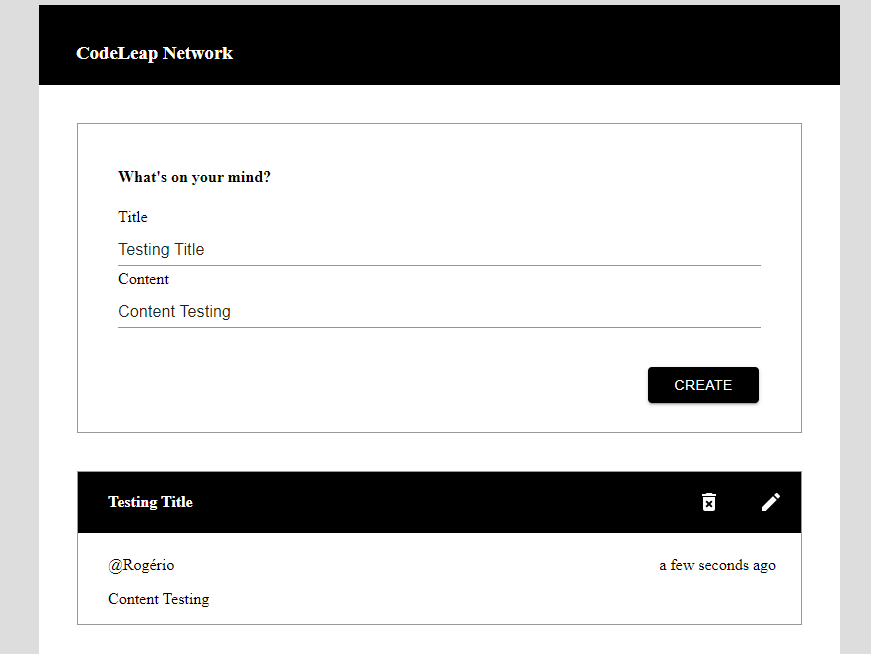 CodeLeap Network
What's on your mind?
Title
Testing Title
Content
Content Testing
CREATE
Testing Title
@Rogério a few seconds ago
Content Testing